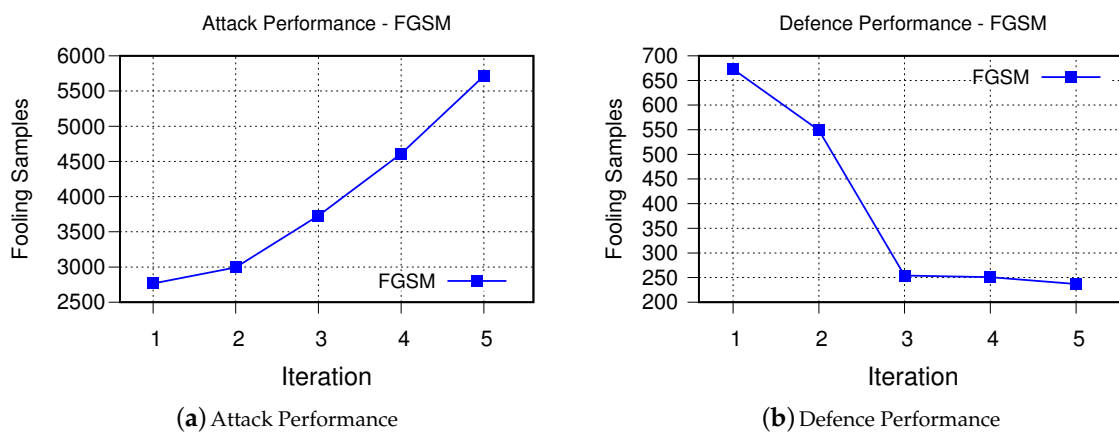 Attack Performance - FGSM
6000
5500
5000
4500
4000
3500
3000
2500
Fooling Samples
FGSM
1 2 3 4 5
Iteration
(a) Attack Performance
Defence Performance - FGSM
700
650
600
550
500
450
400
350
300
250
200
Fooling Samples
FGSM
1 2 3 4 5
Iteration
(b) Defence Performance